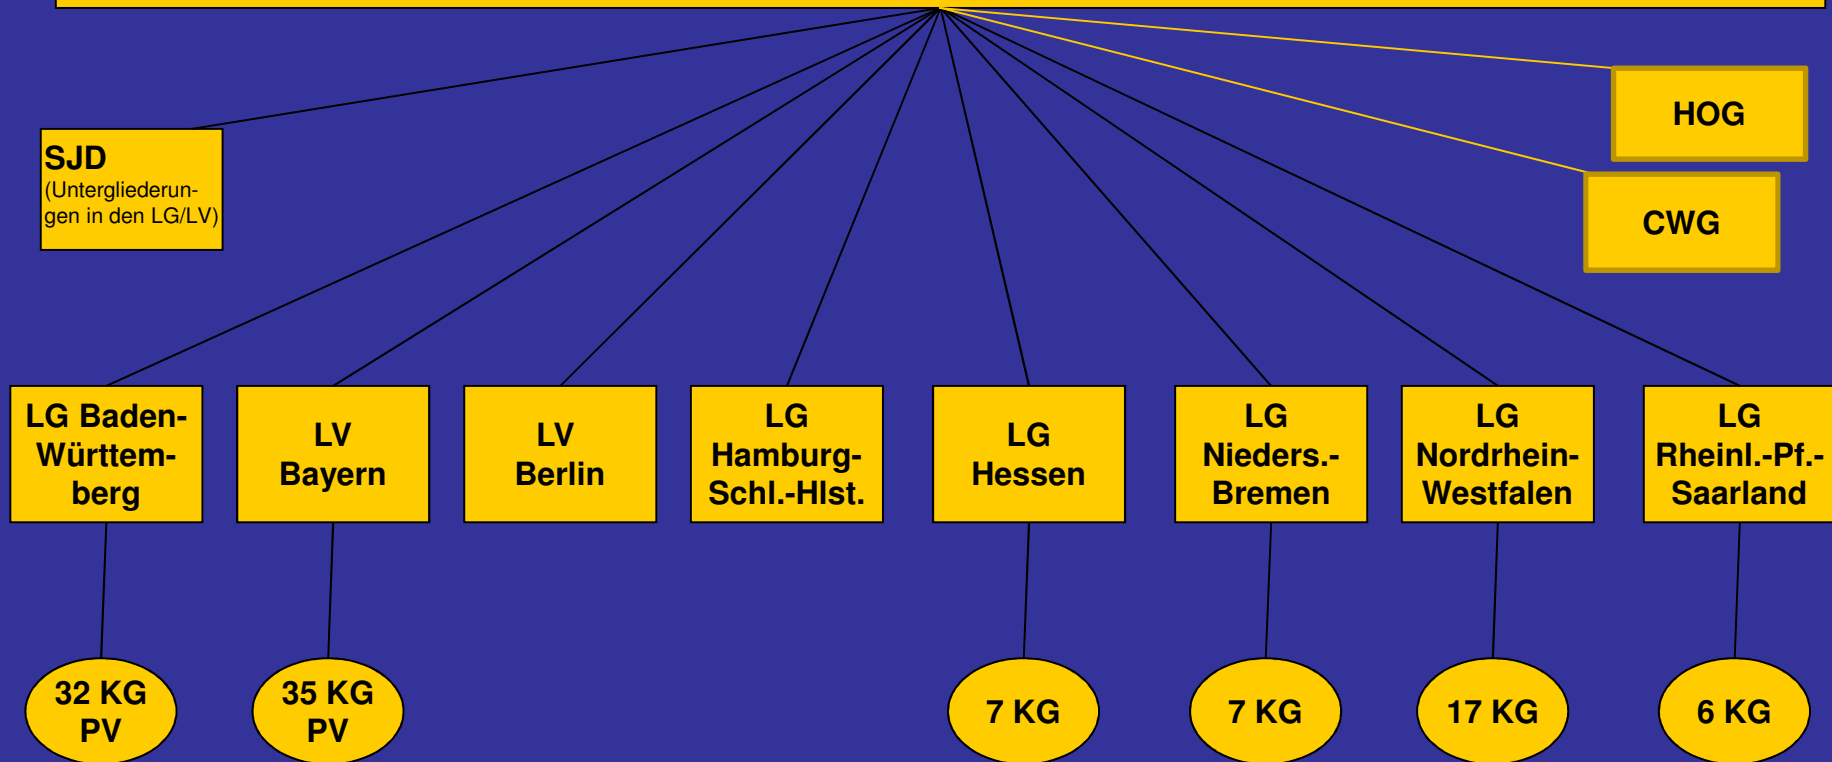 HOG
SJD
(Untergliederun-
gen in den LG/LV)
CWG
LG Baden-
Württem-
berg
LV
Bayern
LV
Berlin
LG
Hamburg-
Schl.-Hlst.
LG
Hessen
LG
Nieders.-
Bremen
LG
Nordrhein-
Westfalen
LG
Rheinl.-Pf.-
Saarland
32 KG
PV
35 KG
PV
7 KG
7 KG
17 KG
6 KG